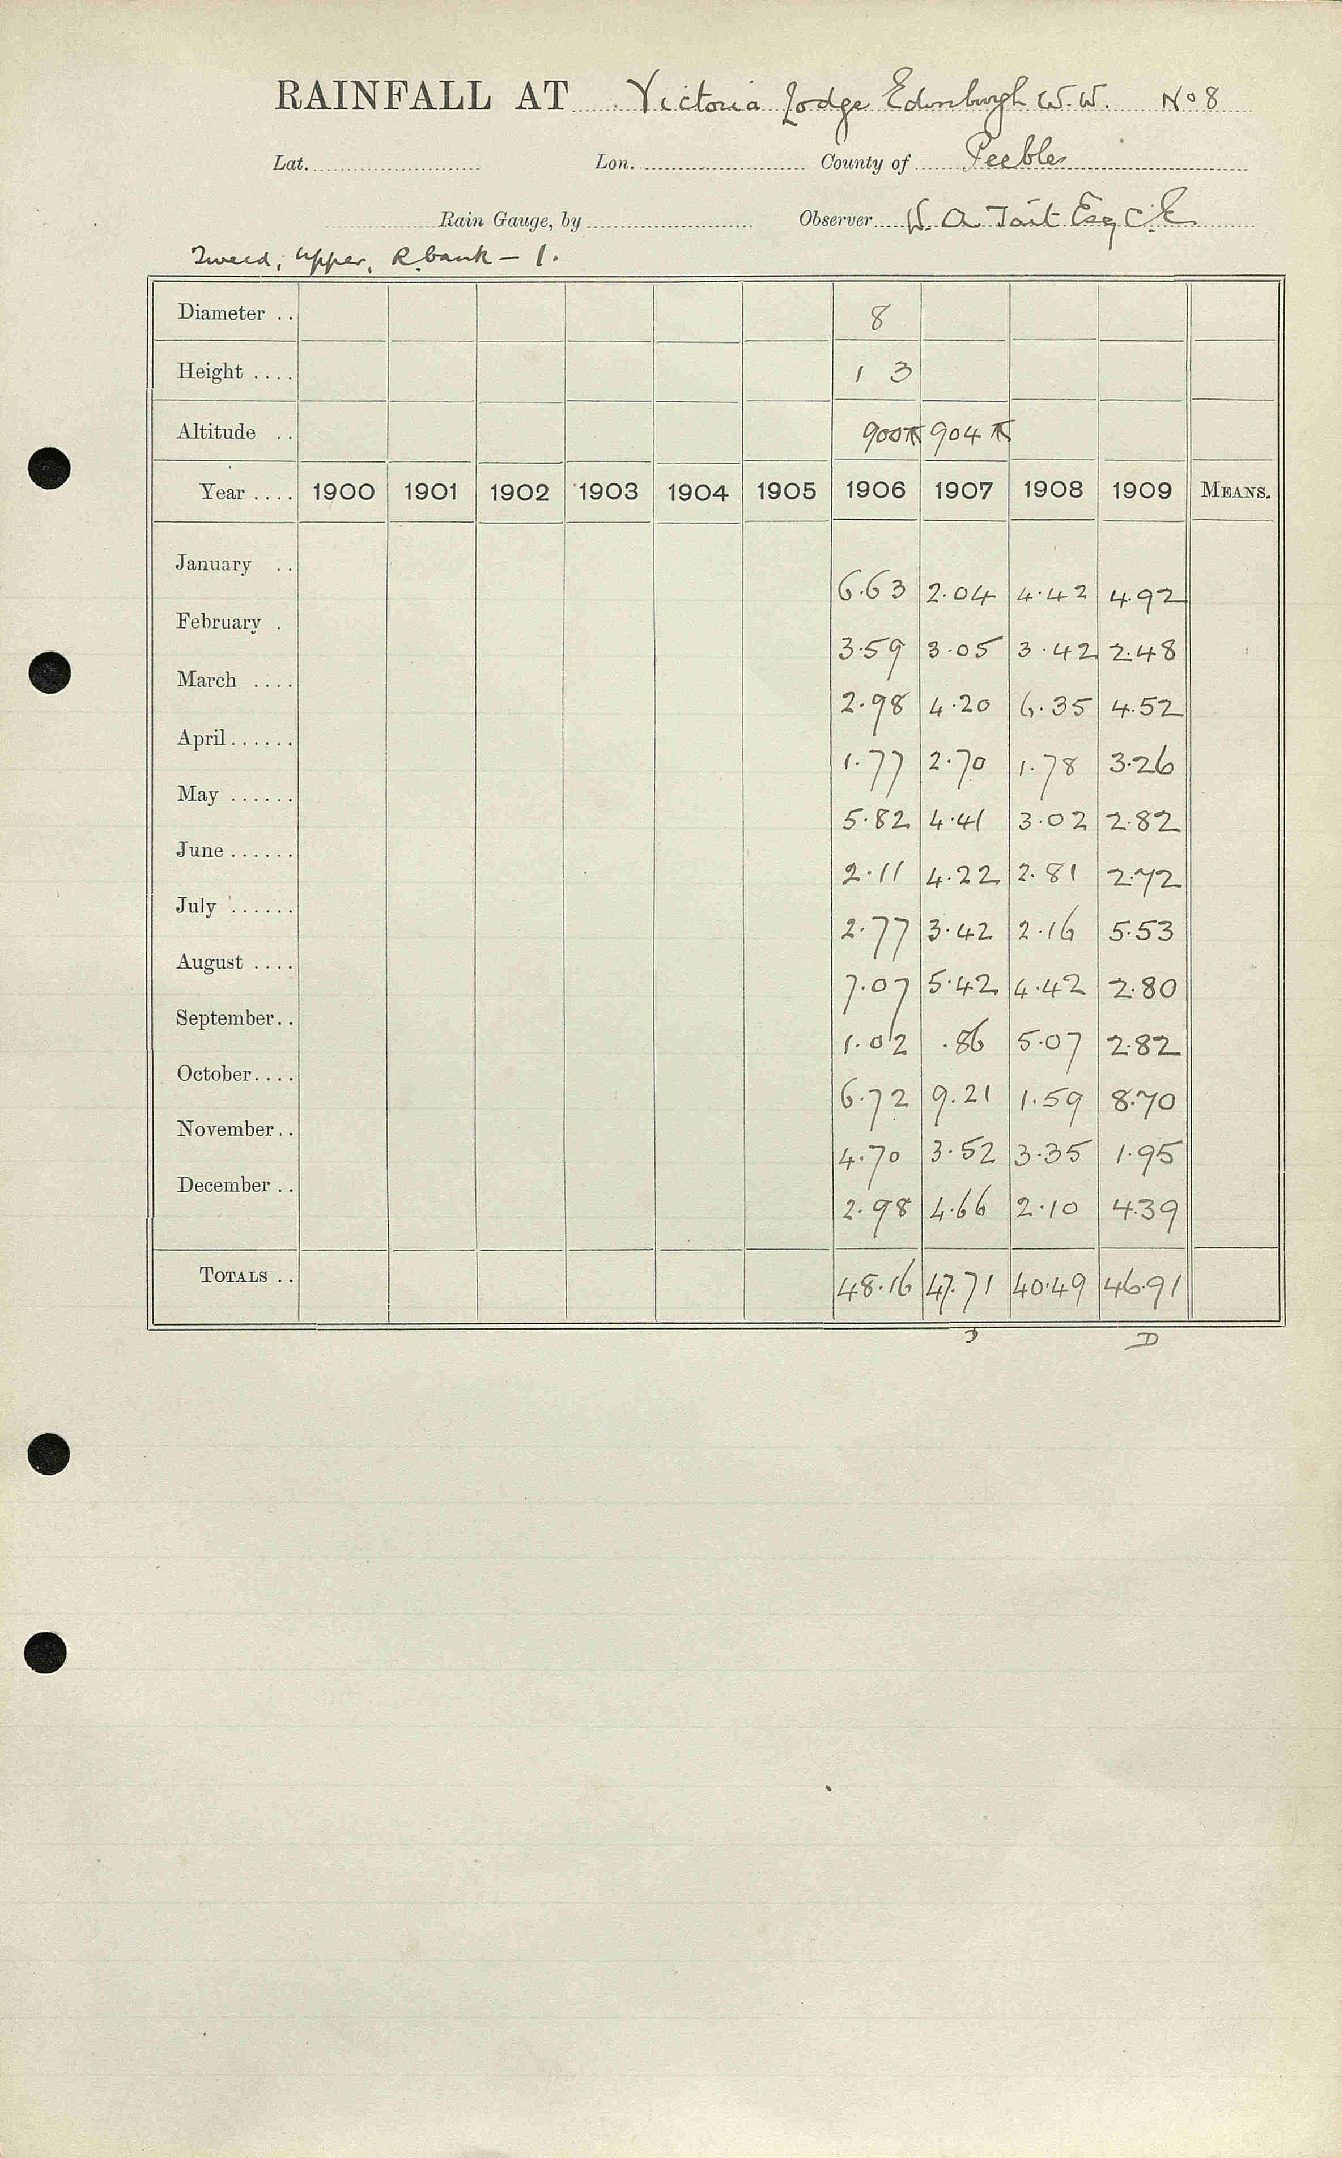 RAINFALL AT Victoria Lodge Edinburgh W.W. No 8
Lat. Lon. County of Peebles
Rain Gauge, by Observer W. A Tait Esq C.E
Tweed, Upper, R. bank - 1.
Diameter .. 8
Height .... 1 3
Altitude .. 900 904
Year .... 1900 1901 1902 1903 1904 1905 1906 1907 1908 1909 MEANS.
January .. 6.63 2.04 4.42 4.92
February . 3.59 3.05 3.42 2.48
March .... 2.98 4.20 6.35 4.52
April...... 1.77 2.70 1.78 3.26
May ...... 5.82 4.41 3.02 2.82
June ...... 2.11 4.22 2.81 2.72
July ...... 2.77 3.42 2.16 5.53
August .... 7.07 5.42 4.42 2.80
September.. 1.02 .86 5.07 2.82
October.... 6.72 9.21 1.59 8.70
November.. 4.70 3.52 3.35 1.95
December .. 2.98 4.66 2.10 4.39
TOTALS .. 48.16 47.71 40.49 46.91
D